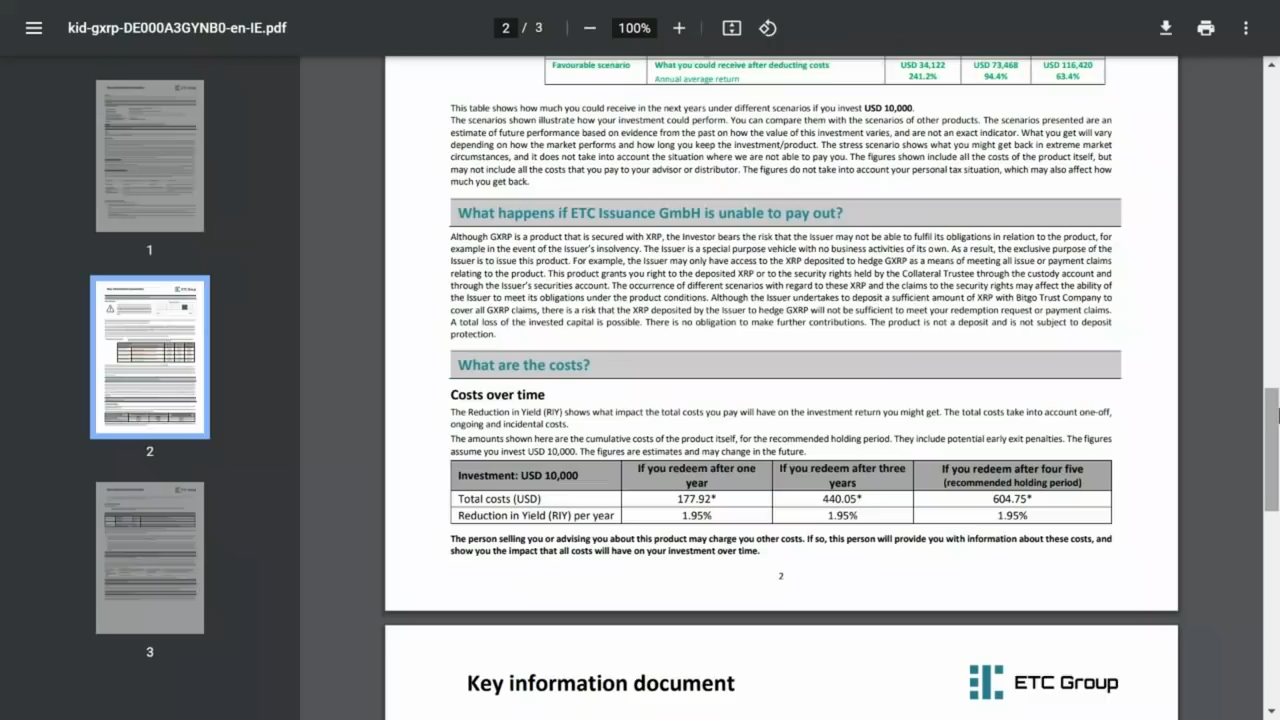 kid-gxrp-DE000A3GYNB0-en-IE.pdf
2 / 3
100%
1
2
3
Favourable scenario What you could receive after deducting costs USD 34,122 USD 73,468 USD 116,420
Annual average return 241.2% 94.4% 63.4%
This table shows how much you could receive in the next years under different scenarios if you invest USD 10,000.
The scenarios shown illustrate how your investment could perform. You can compare them with the scenarios of other products. The scenarios presented are an
estimate of future performance based on evidence from the past on how the value of this investment varies, and are not an exact indicator. What you get will vary
depending on how the market performs and how long you keep the investment/product. The stress scenario shows what you might get back in extreme market
circumstances, and it does not take into account the situation where we are not able to pay you. The figures shown include all the costs of the product itself, but
may not include all the costs that you pay to your advisor or distributor. The figures do not take into account your personal tax situation, which may also affect how
much you get back.
What happens if ETC Issuance GmbH is unable to pay out?
Although GXRP is a product that is secured with XRP, the Investor bears the risk that the Issuer may not be able to fulfil its obligations in relation to the product, for
example in the event of the Issuer's insolvency. The Issuer is a special purpose vehicle with no business activities of its own. As a result, the exclusive purpose of the
Issuer is to issue this product. For example, the Issuer may only have access to the XRP deposited to hedge GXRP as a means of meeting all issue or payment claims
relating to the product. This product grants you right to the deposited XRP or to the security rights held by the Collateral Trustee through the custody account and
through the Issuer's securities account. The occurrence of different scenarios with regard to these XRP and the claims to the security rights may affect the ability of
the Issuer to meet its obligations under the product conditions. Although the Issuer undertakes to deposit a sufficient amount of XRP with Bitgo Trust Company to
cover all GXRP claims, there is a risk that the XRP deposited by the Issuer to hedge GXRP will not be sufficient to meet your redemption request or payment claims.
A total loss of the invested capital is possible. There is no obligation to make further contributions. The product is not a deposit and is not subject to deposit
protection.
What are the costs?
Costs over time
The Reduction in Yield (RIY) shows what impact the total costs you pay will have on the investment return you might get. The total costs take into account one-off,
ongoing and incidental costs.
The amounts shown here are the cumulative costs of the product itself, for the recommended holding period. They include potential early exit penalties. The figures
assume you invest USD 10,000. The figures are estimates and may change in the future.
Investment: USD 10,000 If you redeem after one year If you redeem after three years If you redeem after four five (recommended holding period)
Total costs (USD) 177.92* 440.05* 604.75*
Reduction in Yield (RIY) per year 1.95% 1.95% 1.95%
The person selling you or advising you about this product may charge you other costs. If so, this person will provide you with information about these costs, and
show you the impact that all costs will have on your investment over time.
2
Key information document
ETC Group